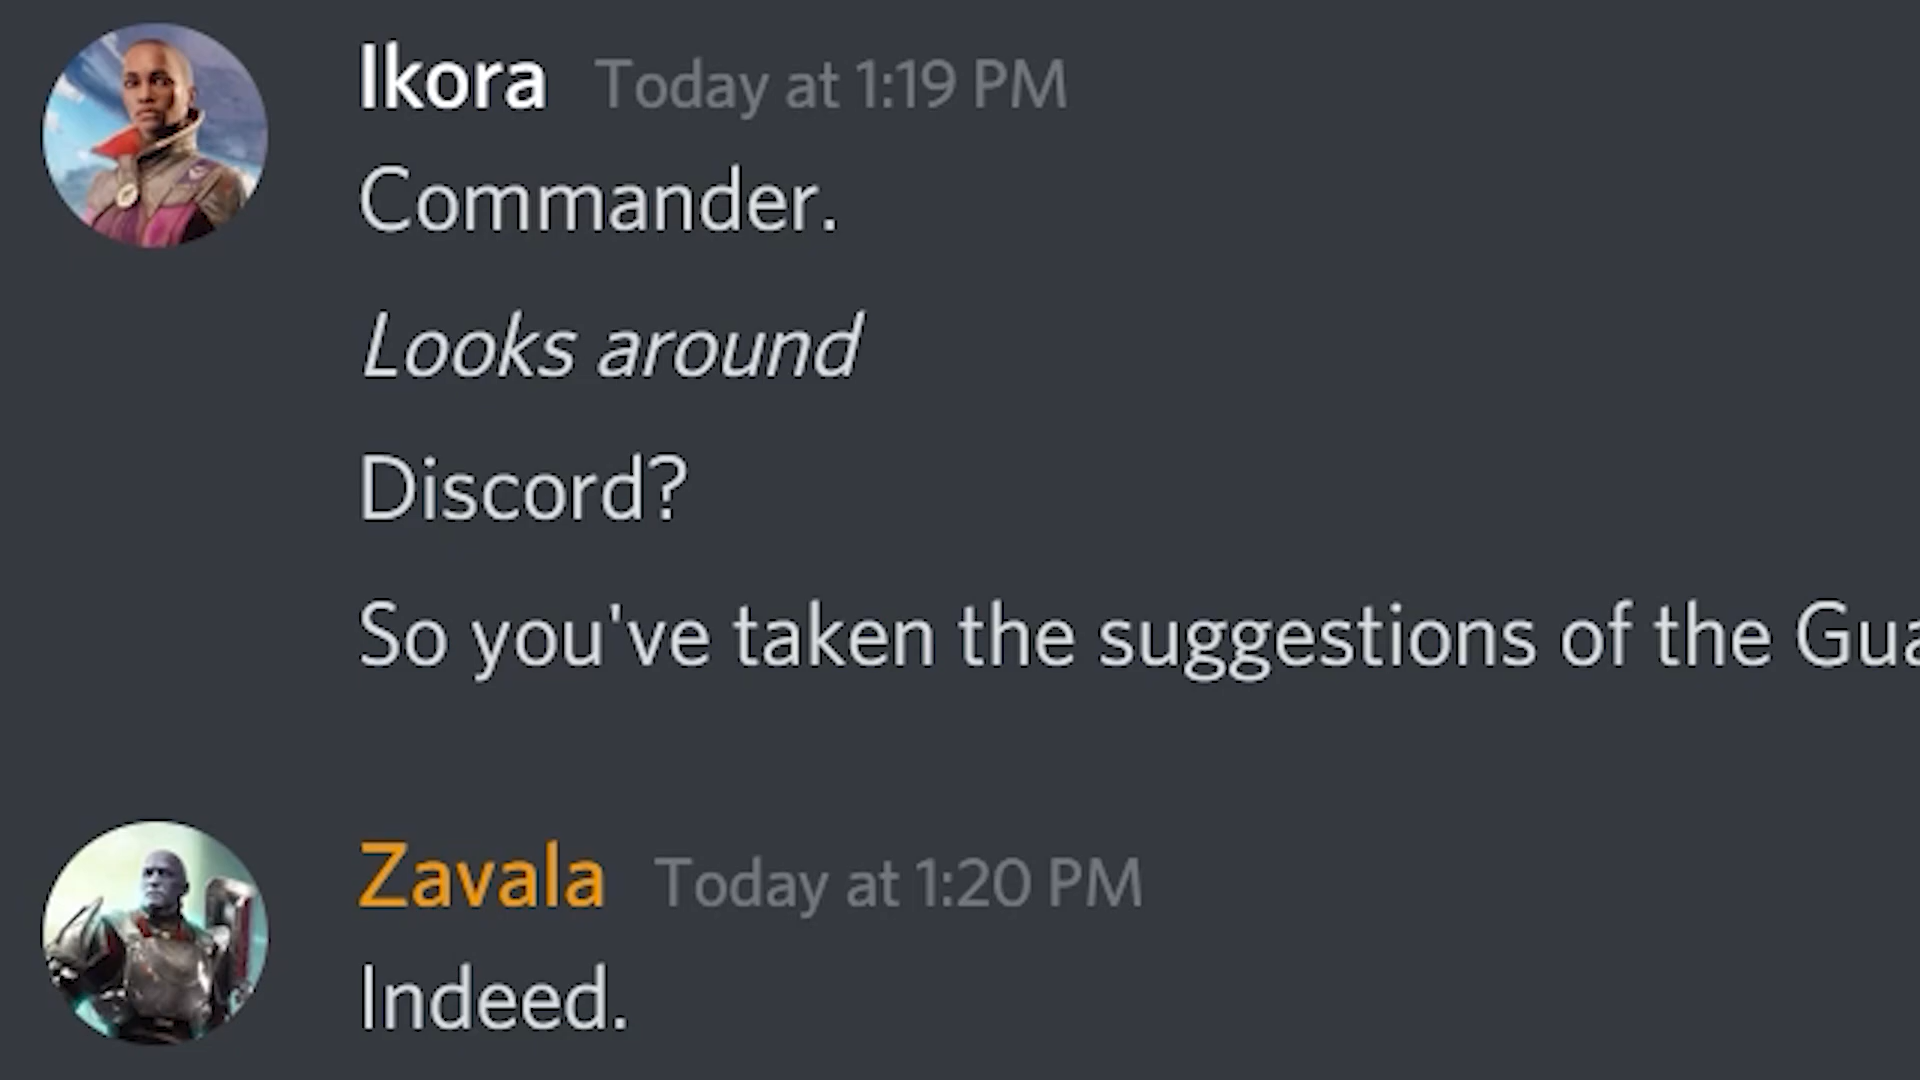 Ikora Today at 1:19 PM
Commander.
Looks around
Discord?
So you've taken the suggestions of the
Zavala Today at 1:20 PM
Indeed.